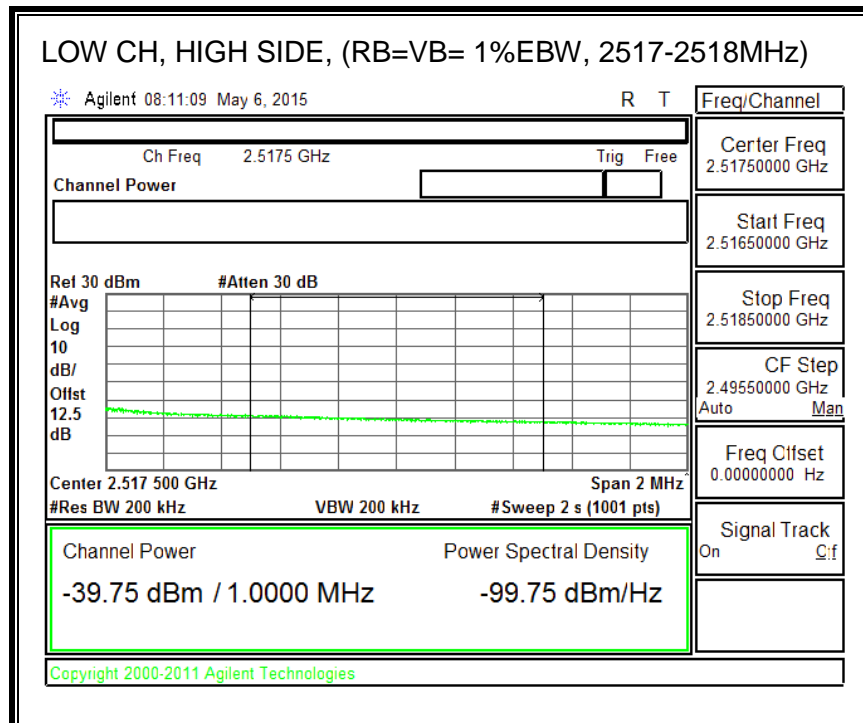 LOW CH, HIGH SIDE, (RB=VB= 1%EBW, 2517-2518MHz)
Agilent 08:11:09 May 6, 2015 R T
Freq/Channel
Ch Freq 2.5175 GHz Trig Free
Channel Power
Center Freq
2.51750000 GHz
Start Freq
2.51650000 GHz
Stop Freq
2.51850000 GHz
CF Step
2.49550000 GHz
Auto Man
Freq Offset
0.00000000 Hz
Signal Track
On Off
Ref 30 dBm #Atten 30 dB
#Avg
Log
10
dB/
Offst
12.5
dB
Center 2.517 500 GHz Span 2 MHz
#Res BW 200 kHz VBW 200 kHz #Sweep 2 s (1001 pts)
Channel Power Power Spectral Density
-39.75 dBm / 1.0000 MHz -99.75 dBm/Hz
Copyright 2000-2011 Agilent Technologies